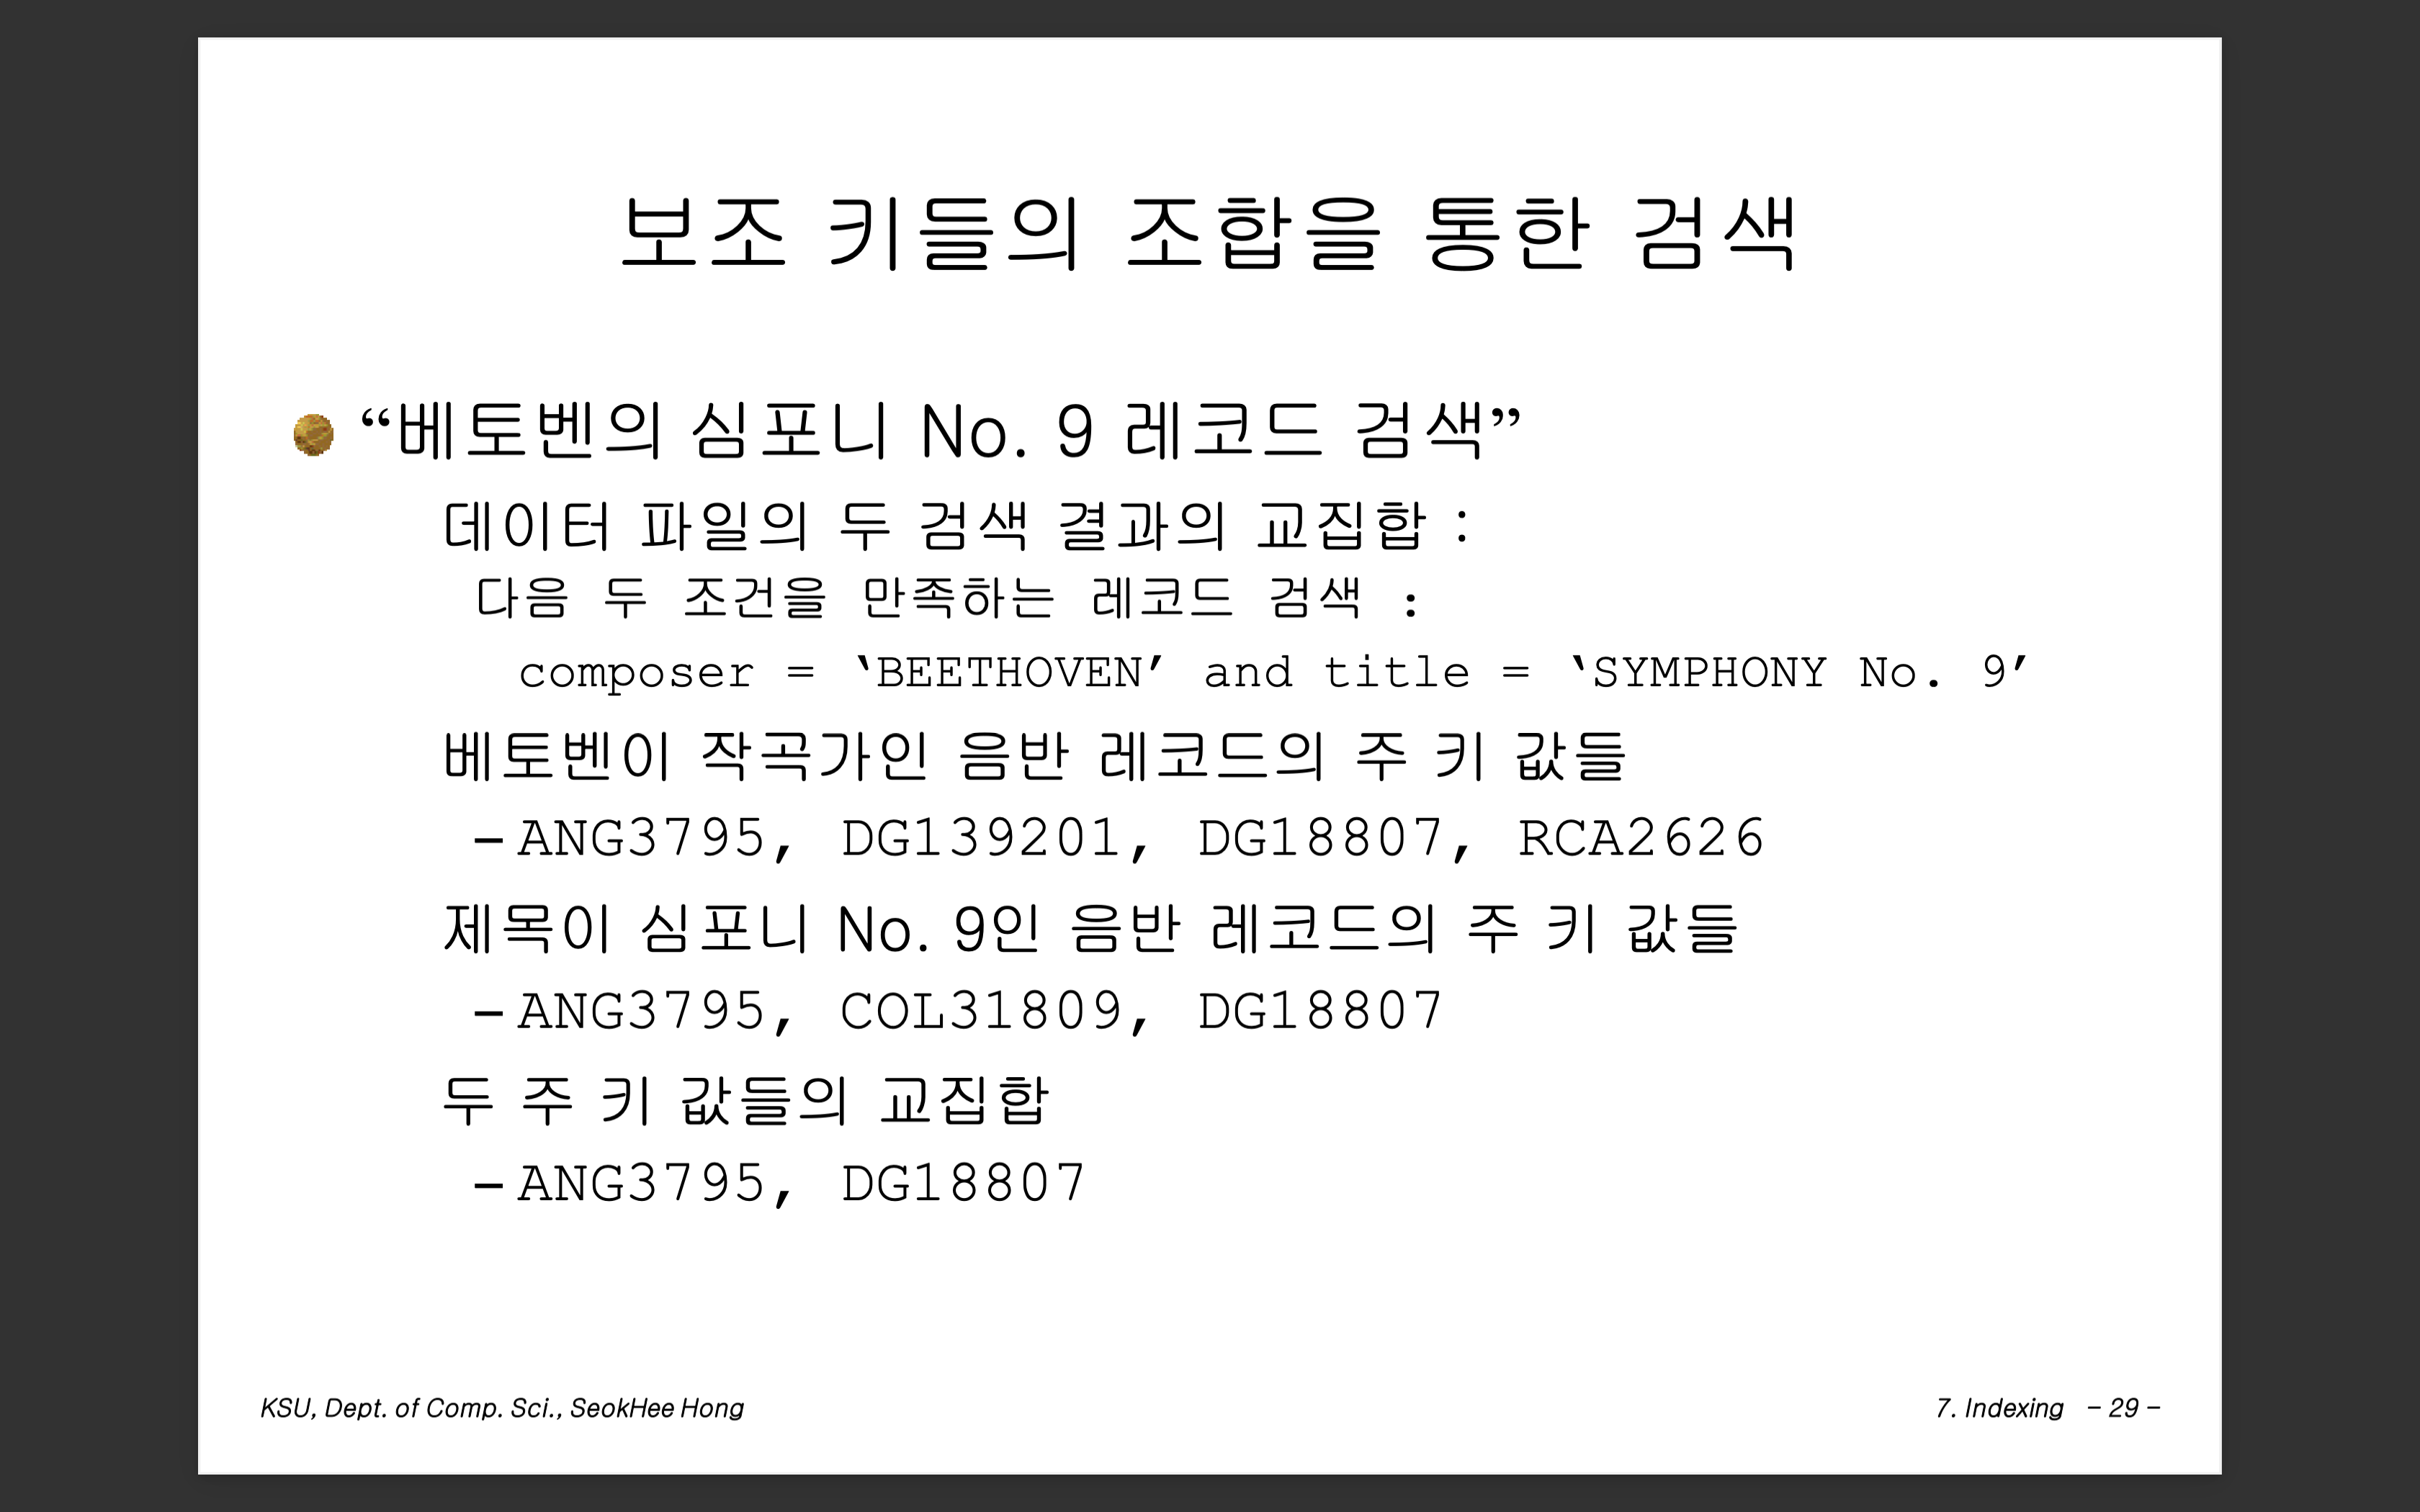 보조 키들의 조합을 통한 검색
“베토벤의 심포니 No. 9 레코드 검색”
데이터 파일의 두 검색 결과의 교집합 :
다음 두 조건을 만족하는 레코드 검색 :
composer = ‘BEETHOVEN’ and title = ‘SYMPHONY No. 9’
베토벤이 작곡가인 음반 레코드의 주 키 값들
–ANG3795, DG139201, DG18807, RCA2626
제목이 심포니 No. 9인 음반 레코드의 주 키 값들
–ANG3795, COL31809, DG18807
두 주 키 값들의 교집합
–ANG3795, DG18807
KSU, Dept. of Comp. Sci., SeokHee Hong
7. Indexing – 29 –